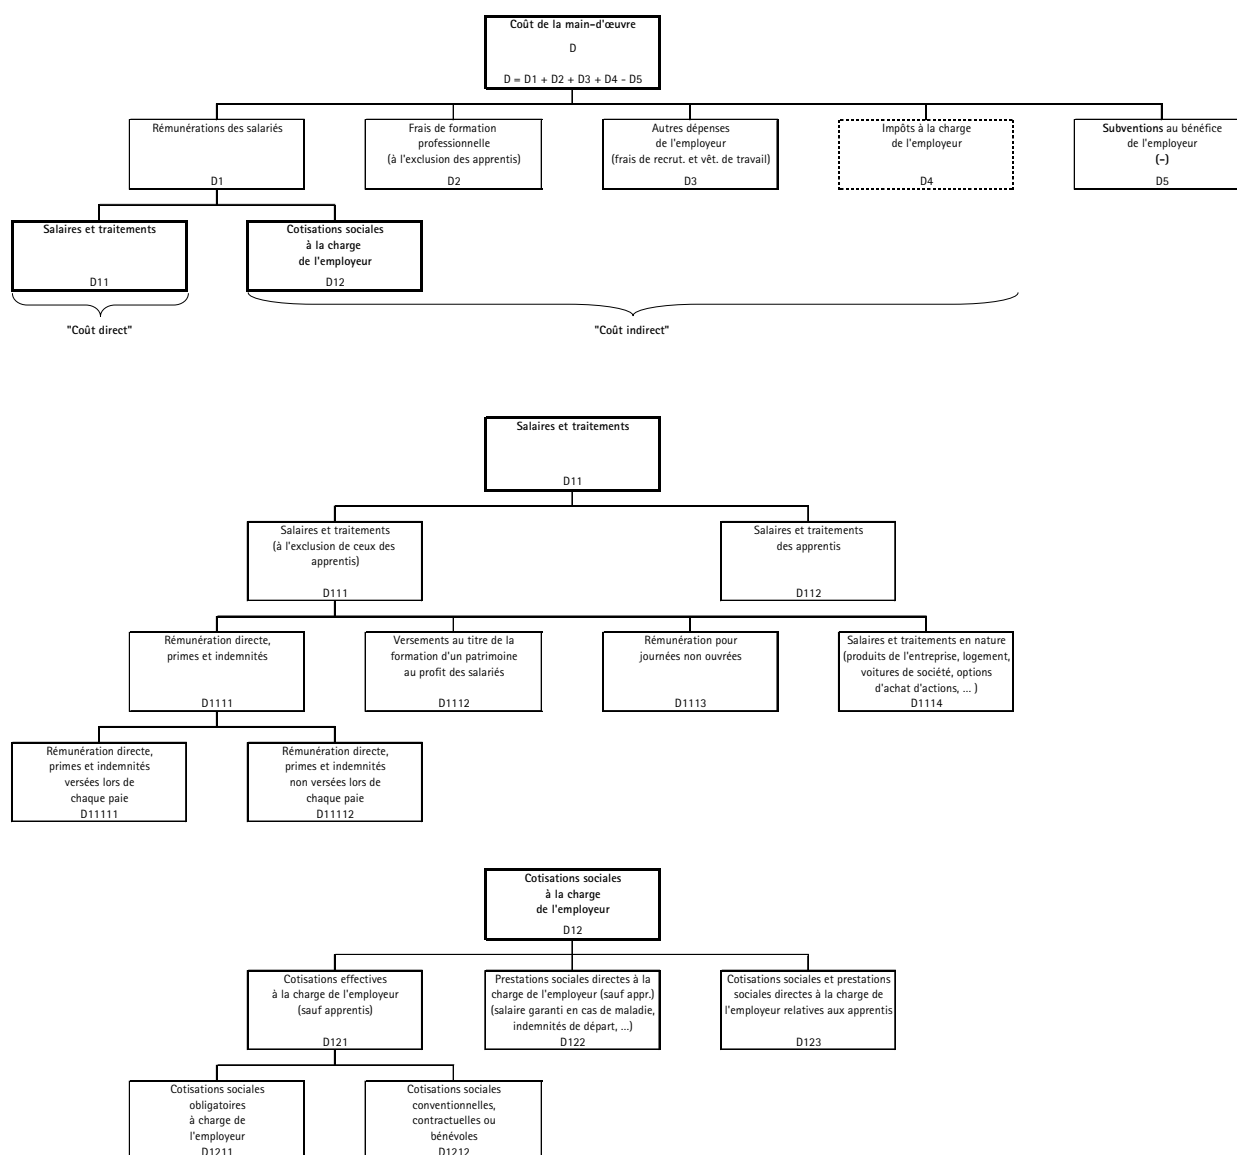 Coût de la main-d'œuvre
D
D = D1 + D2 + D3 + D4 - D5
Rémunérations des salariés
D1
Frais de formation
professionnelle
(à l'exclusion des apprentis)
D2
Autres dépenses
de l'employeur
(frais de recrut. et vêt. de travail)
D3
Impôts à la charge
de l'employeur
D4
Subventions au bénéfice
de l'employeur
(-)
D5
Salaires et traitements
D11
Cotisations sociales
à la charge
de l'employeur
D12
"Coût direct"
"Coût indirect"
Salaires et traitements
D11
Salaires et traitements
(à l'exclusion de ceux des
apprentis)
D111
Salaires et traitements
des apprentis
D112
Rémunération directe,
primes et indemnités
D1111
Versements au titre de la
formation d'un patrimoine
au profit des salariés
D1112
Rémunération pour
journées non ouvrées
D1113
Salaires et traitements en nature
(produits de l'entreprise, logement,
voitures de société, options
d'achat d'actions, ... )
D1114
Rémunération directe,
primes et indemnités
versées lors de
chaque paie
D11111
Rémunération directe,
primes et indemnités
non versées lors de
chaque paie
D11112
Cotisations sociales
à la charge
de l'employeur
D12
Cotisations effectives
à la charge de l'employeur
(sauf apprentis)
D121
Prestations sociales directes à la
charge de l'employeur (sauf appr.)
(salaire garanti en cas de maladie,
indemnités de départ, ...)
D122
Cotisations sociales et prestations
sociales directes à la charge de
l'employeur relatives aux apprentis
D123
Cotisations sociales
obligatoires
à charge de
l'employeur
D1211
Cotisations sociales
conventionnelles,
contractuelles ou
bénévoles
D1212